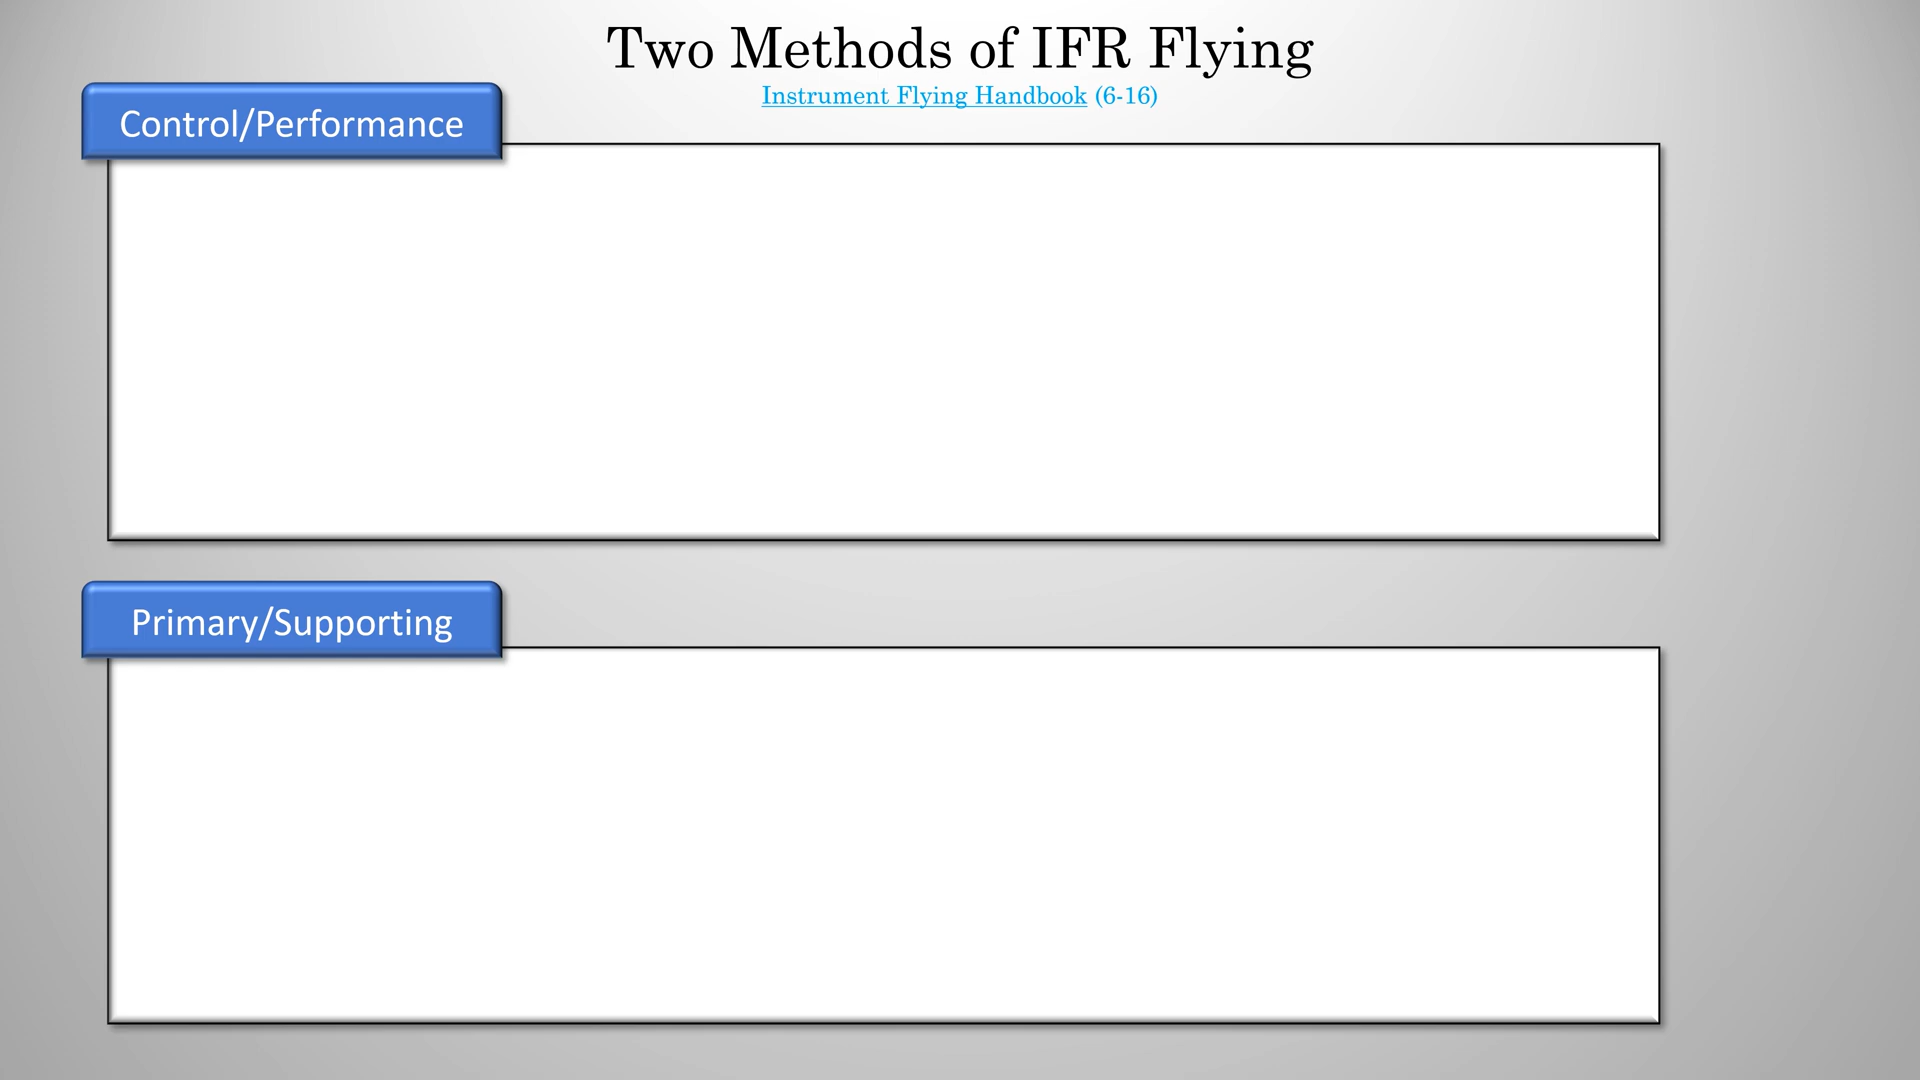 Two Methods of IFR Flying
Instrument Flying Handbook (6-16)
Control/Performance
Primary/Supporting